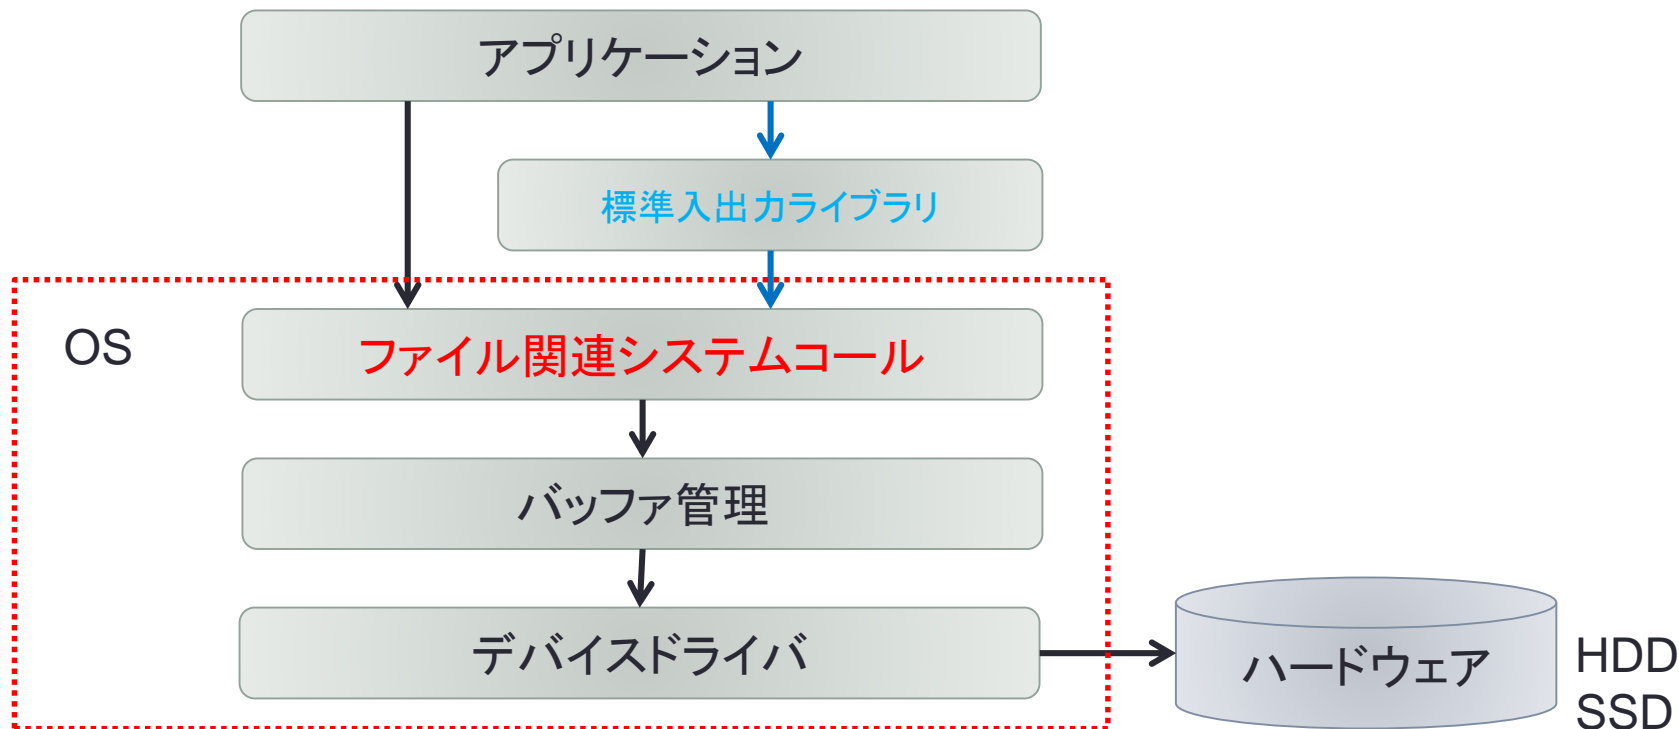 アプリケーション
標準入出力ライブラリ
OS
ファイル関連システムコール
バッファ管理
デバイスドライバ
ハードウェア
HDD
SSD